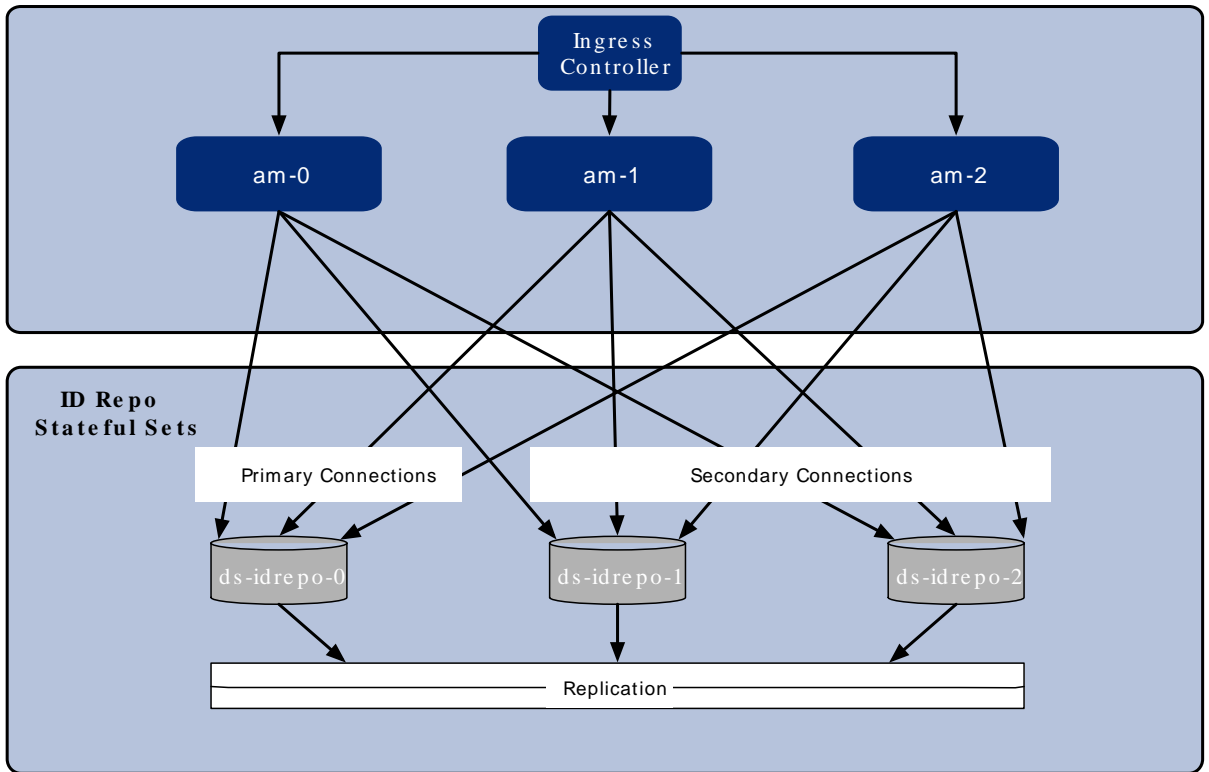 Ingress
Controller
am-0
am-1
am-2
ID Repo
Stateful Sets
Primary Connections
Secondary Connections
ds-idrepo-0
ds-idrepo-1
ds-idrepo-2
Replication